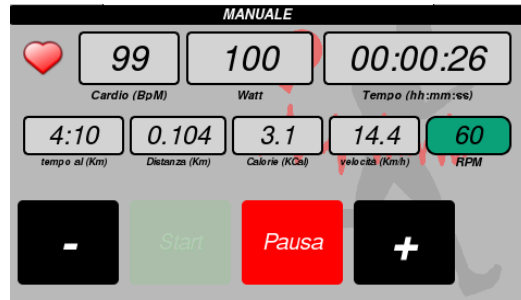 MANUALE
99 100 00:00:26
Cardio (BpM) Watt Tempo (hh:mm:ss)
4:10 0.104 3.1 14.4 60
tempo al (Km) Distanza (Km) Calorie (KCal) velocita (Km/h) RPM
- Start Pausa +